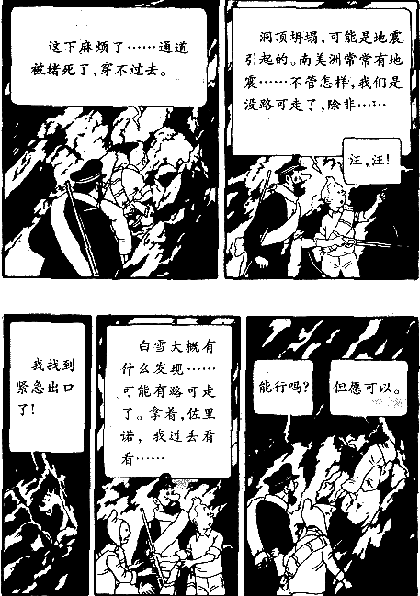 这下麻烦了……通道
被堵死了,穿不过去。
洞顶坍塌,可能是地震
引起的。南美洲常常有地
震……不管怎样,我们是
没路可走了,除非……
汪,汪!
我找到
紧急出口
了!
白雪大概有
什么发现……
可能有路可走
了。拿着,佐里
诺,我过去看
看……
能行吗?
但愿可以。